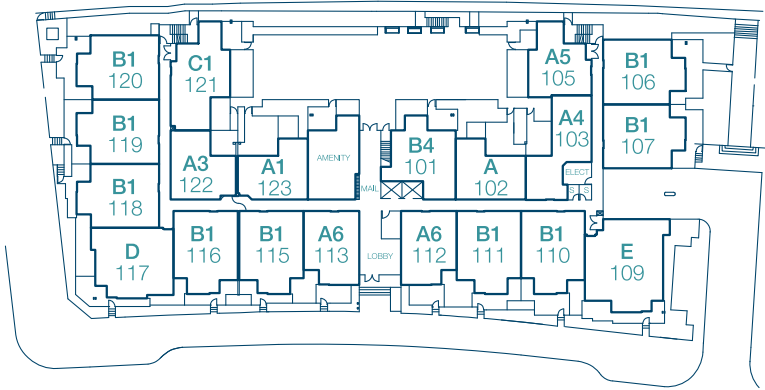 B1
120
C1
121
A5
105
B1
106
B1
119
A4
103
B1
107
B4
101
AMENITY
A3
122
A1
123
A
102
ELECT
S
S
MAIL
B1
118
D
117
B1
116
B1
115
A6
113
LOBBY
A6
112
B1
111
B1
110
E
109